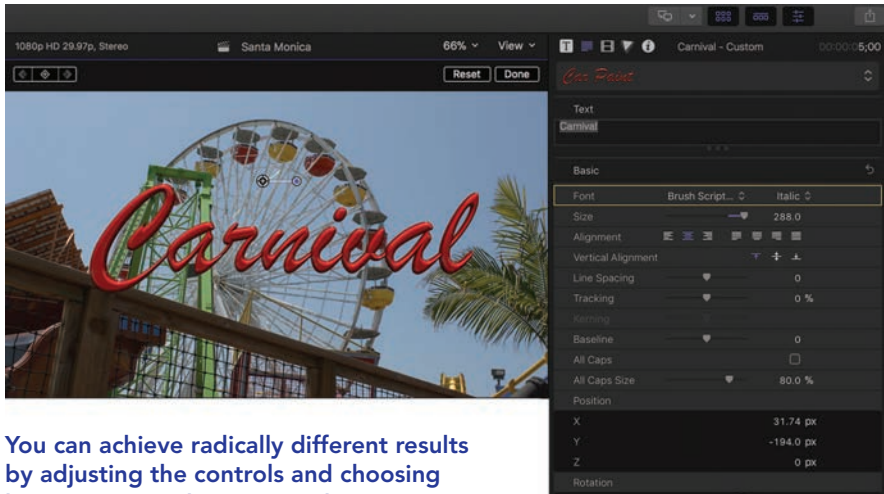 1080p HD 29.97p, Stereo
Santa Monica
66%
View
Carnival - Custom
00:00:05;00
Reset
Done
Car Paint
Text
Carnival
Carnival
Basic
Font
Brush Script...
Italic
Size
288.0
Alignment
Vertical Alignment
Line Spacing
0
Tracking
0 %
Kerning
Baseline
0
All Caps
All Caps Size
80.0 %
Position
X
31.74 px
Y
-194.0 px
Z
0 px
Rotation
You can achieve radically different results
by adjusting the controls and choosing